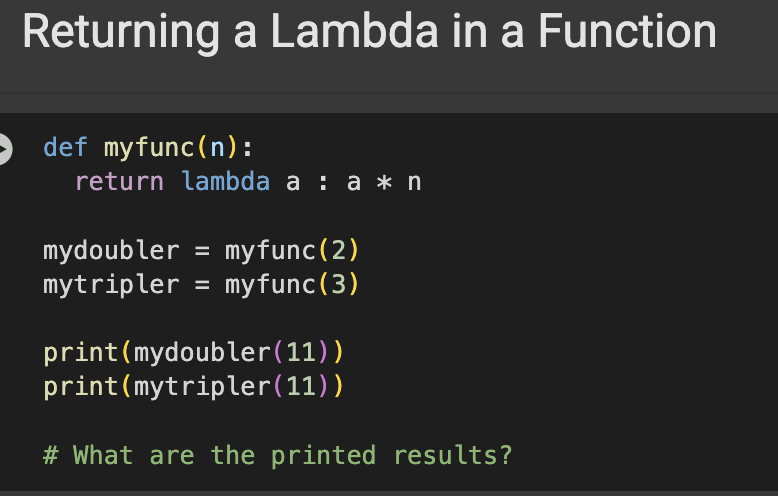 Returning a Lambda in a Function
def myfunc(n):
  return lambda a : a * n
mydoubler = myfunc(2)
mytripler = myfunc(3)
print(mydoubler(11))
print(mytripler(11))
# What are the printed results?